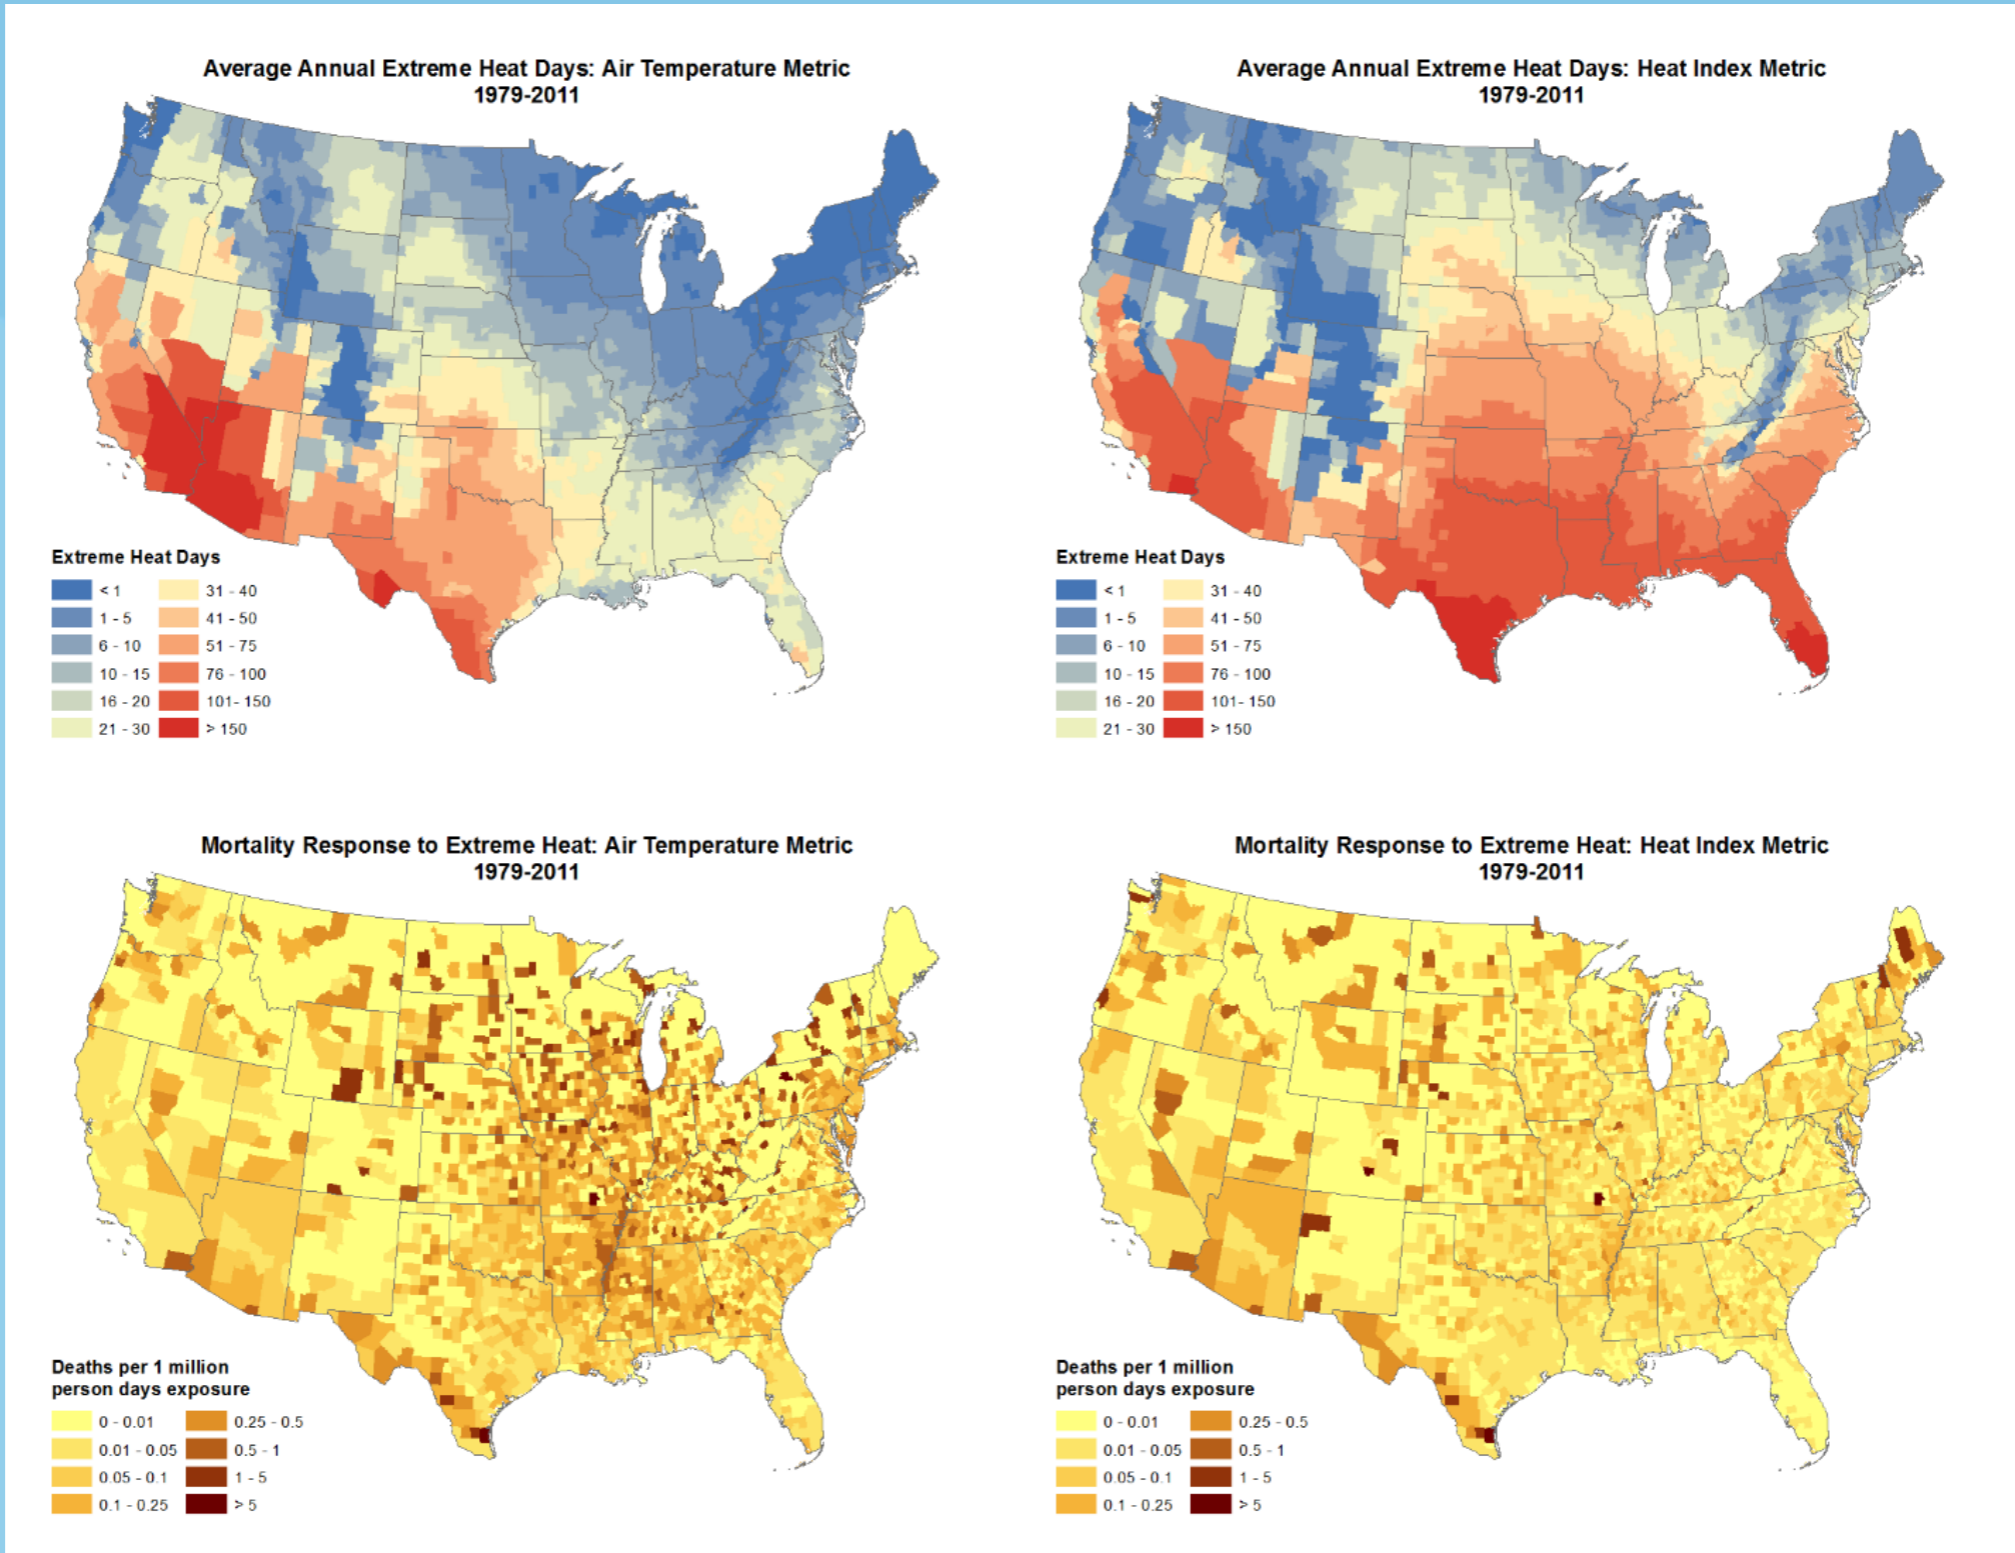 Average Annual Extreme Heat Days: Air Temperature Metric
1979-2011
Extreme Heat Days
< 1
1 - 5
6 - 10
10 - 15
16 - 20
21 - 30
31 - 40
41 - 50
51 - 75
76 - 100
101- 150
> 150
Average Annual Extreme Heat Days: Heat Index Metric
1979-2011
Extreme Heat Days
< 1
1 - 5
6 - 10
10 - 15
16 - 20
21 - 30
31 - 40
41 - 50
51 - 75
76 - 100
101- 150
> 150
Mortality Response to Extreme Heat: Air Temperature Metric
1979-2011
Deaths per 1 million
person days exposure
0 - 0.01
0.01 - 0.05
0.05 - 0.1
0.1 - 0.25
0.25 - 0.5
0.5 - 1
1 - 5
> 5
Mortality Response to Extreme Heat: Heat Index Metric
1979-2011
Deaths per 1 million
person days exposure
0 - 0.01
0.01 - 0.05
0.05 - 0.1
0.1 - 0.25
0.25 - 0.5
0.5 - 1
1 - 5
> 5